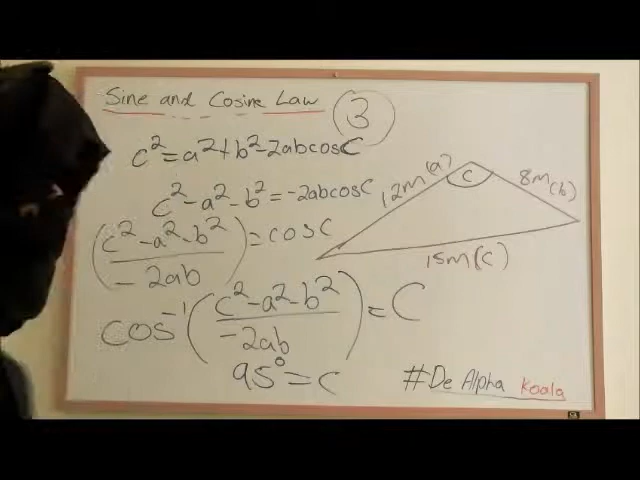 Sine and Cosine Law
3
c² = a² + b² - 2abcosC
c² - a² - b² = -2abcosC
(c² - a² - b² / -2ab) = cosC
cos⁻¹ (c² - a² - b² / -2ab) = C
95° = C
12m(a)
C
8m(b)
15m(c)
#De Alpha Koala